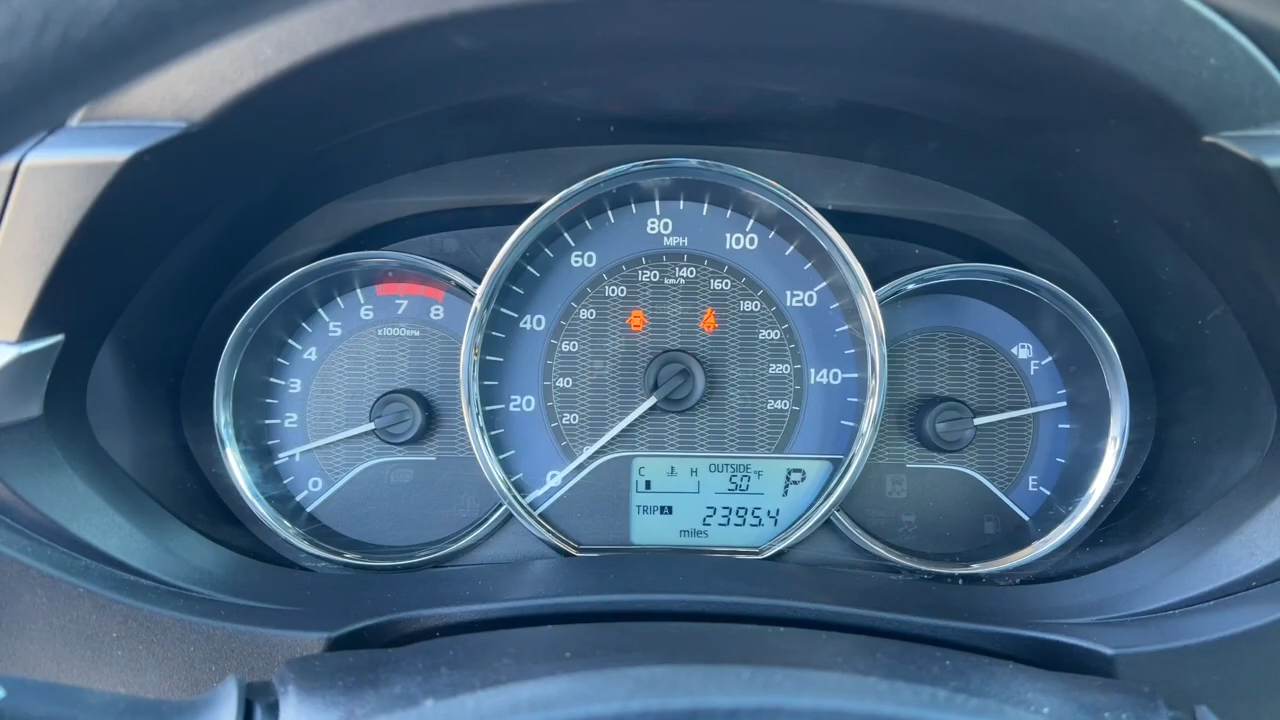 x1000RPM
0
1
2
3
4
5
6
7
8
MPH
0
20
40
60
80
100
120
140
km/h
20
40
60
80
100
120
140
160
180
200
220
240
C H
OUTSIDE
50°F
P
TRIP A 2395.4
miles
F
E